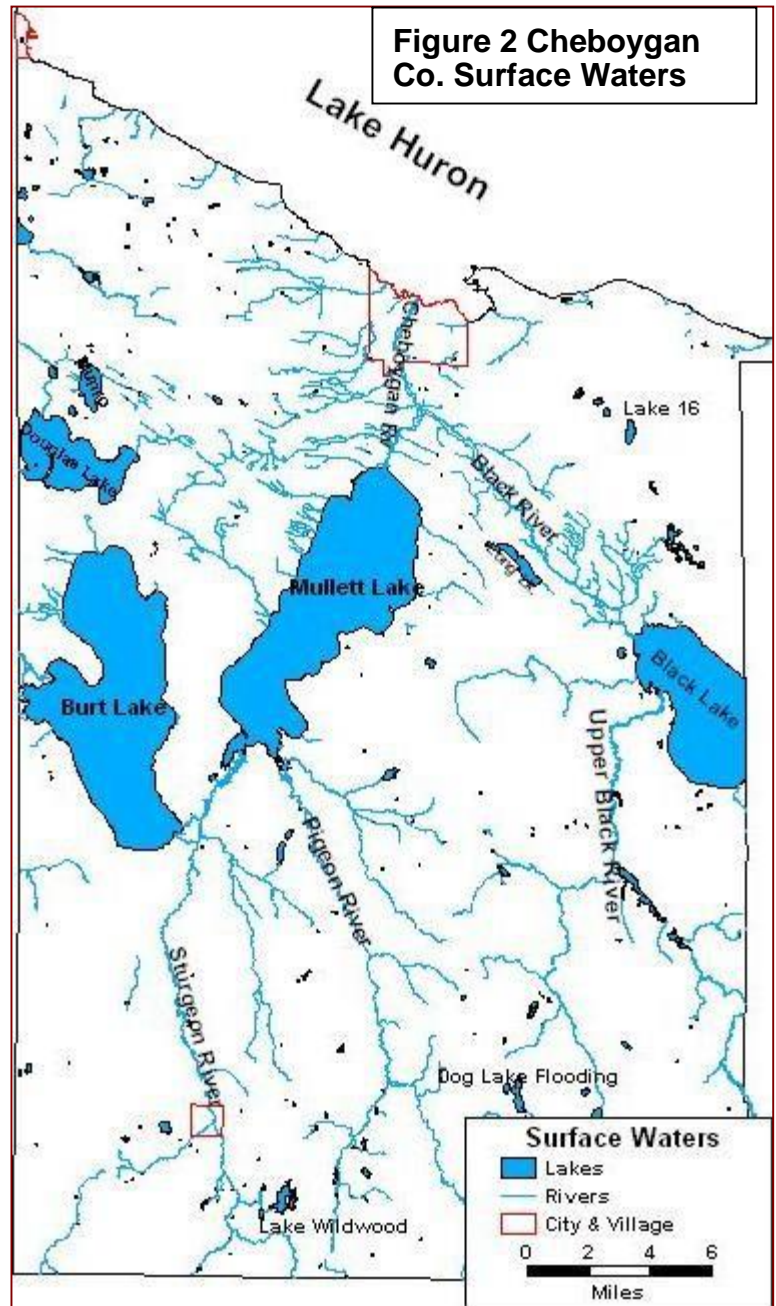 Figure 2 Cheboygan
Co. Surface Waters
Lake Huron
Cheboygan Rv
Munro
Lake 16
Douglas Lake
Black River
Long
Mullett Lake
Black Lake
Burt Lake
Upper Black River
Pigeon River
Sturgeon River
Dog Lake Flooding
Lake Wildwood
Surface Waters
Lakes
Rivers
City & Village
0 2 4 6
Miles